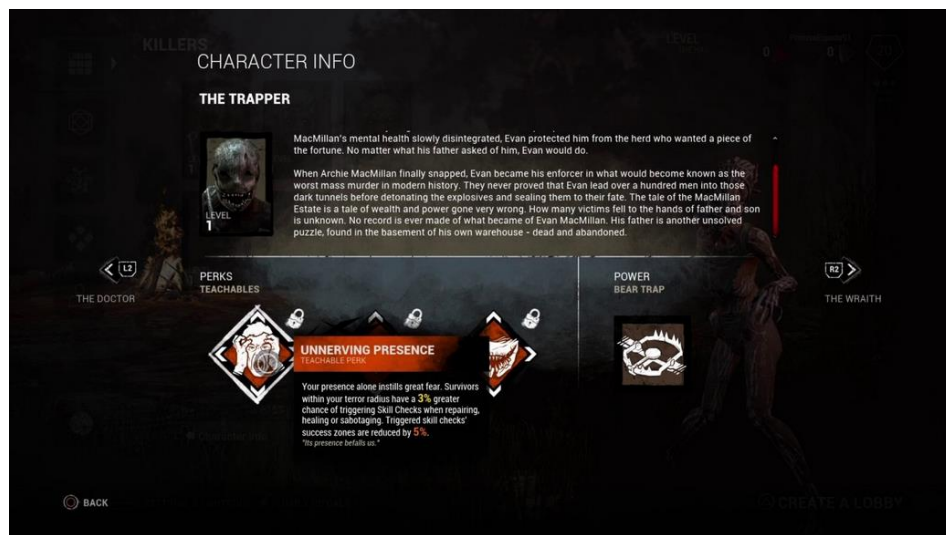 KILLERS
LEVEL
0
0
CHARACTER INFO
THE TRAPPER
MacMillan's mental health slowly disintegrated, Evan protected him from the herd who wanted a piece of
the fortune. No matter what his father asked of him, Evan would do.
When Archie MacMillan finally snapped, Evan became his enforcer in what would become known as the
worst mass murder in modern history. They never proved that Evan lead over a hundred men into those
dark tunnels before detonating the explosives and sealing them to their fate. The tale of the MacMillan
Estate is a tale of wealth and power gone very wrong. How many victims fell to the hands of father and son
is unknown. No record is ever made of what became of Evan MacMillan. His father is another unsolved
puzzle, found in the basement of his own warehouse - dead and abandoned.
LEVEL
1
L2
THE DOCTOR
R2
THE WRAITH
PERKS
TEACHABLES
POWER
BEAR TRAP
UNNERVING PRESENCE
TEACHABLE PERK
Your presence alone instills great fear. Survivors
within your terror radius have a 3% greater
chance of triggering Skill Checks when repairing,
healing or sabotaging. Triggered skill checks'
success zones are reduced by 5%.
"Its presence befalls us."
Character Info
BACK
CREATE A LOBBY